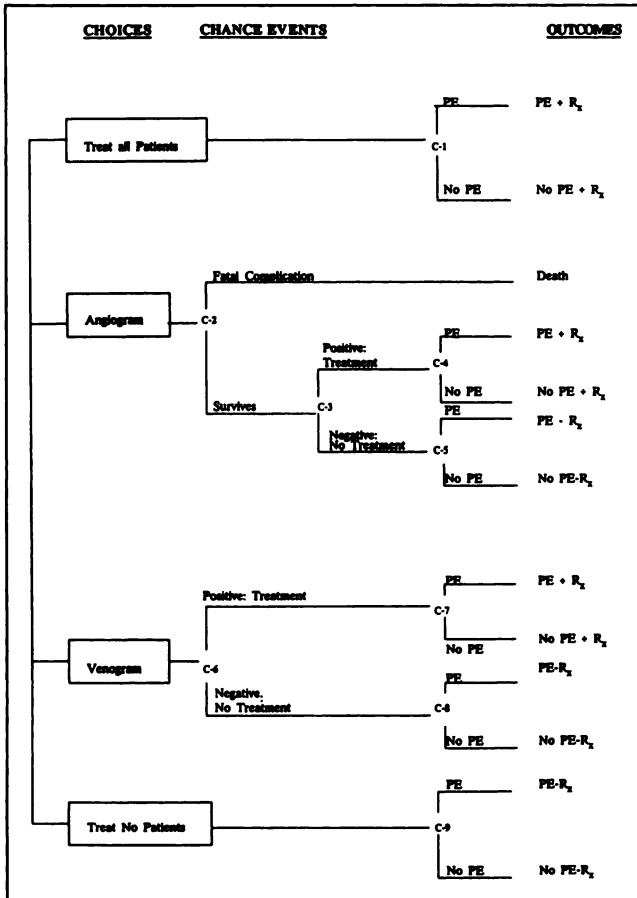 CHOICES CHANCE EVENTS OUTCOMES
PE PE + Rx
Treat all Patients C-1
No PE No PE + Rx
Fatal Complication Death
Angiogram C-2
PE PE + Rx
Positive:
Treatment C-4
No PE No PE + Rx
Survives C-3
PE PE - Rx
Negative:
No Treatment C-5
No PE No PE-Rx
PE PE + Rx
Positive: Treatment C-7
No PE No PE + Rx
Venogram C-6
PE PE-Rx
Negative.
No Treatment C-8
No PE No PE-Rx
PE PE-Rx
Treat No Patients C-9
No PE No PE-Rx